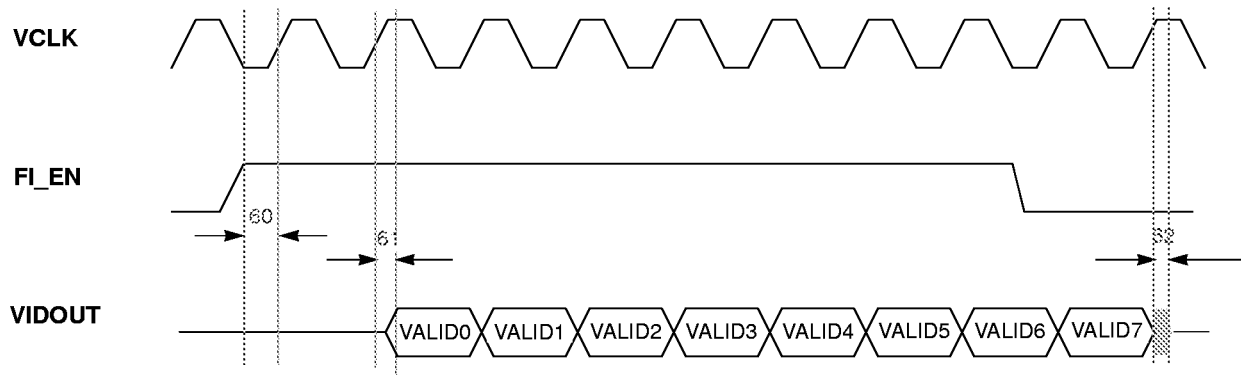 VCLK
FI_EN
60
61
62
VIDOUT
VALID0 VALID1 VALID2 VALID3 VALID4 VALID5 VALID6 VALID7